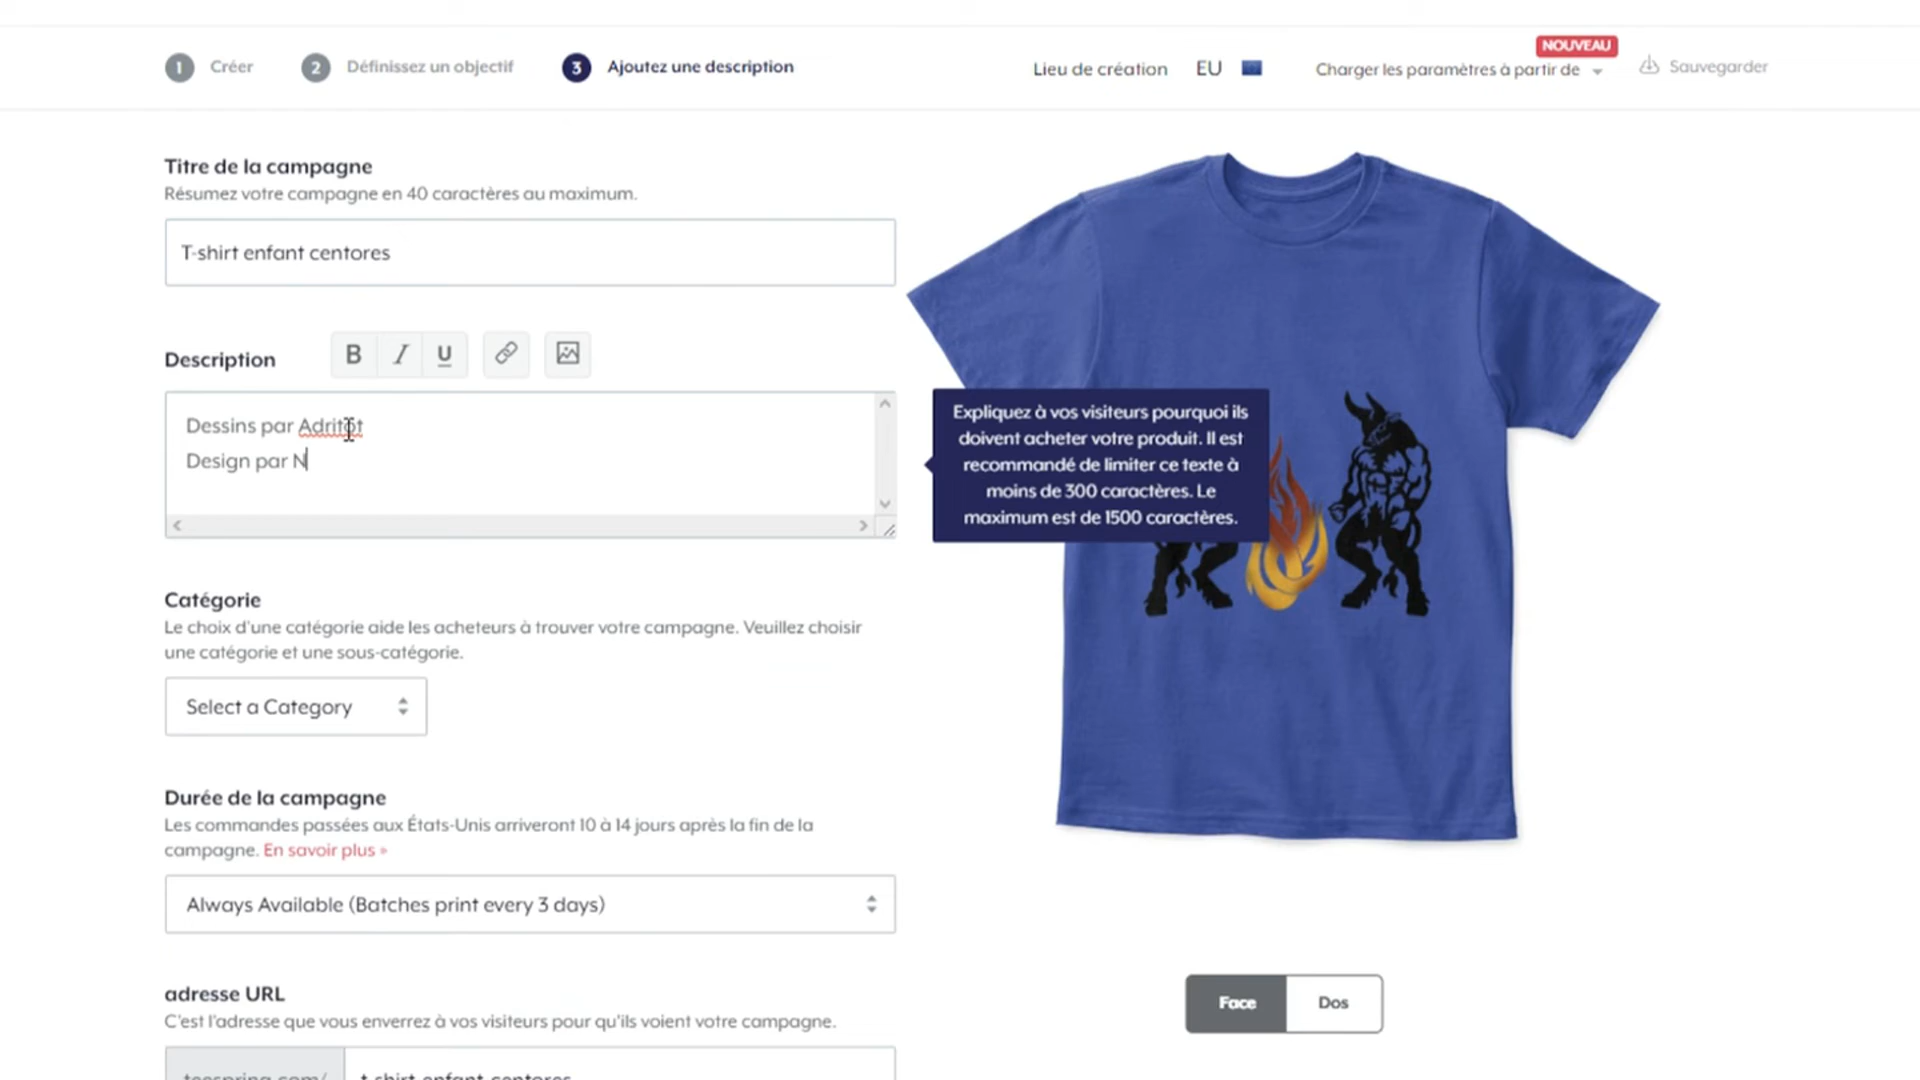 1 Créer 2 Définissez un objectif 3 Ajoutez une description Lieu de création EU Charger les paramètres à partir de NOUVEAU Sauvegarder
Titre de la campagne
Résumez votre campagne en 40 caractères au maximum.
T-shirt enfant centores
Description B I U
Dessins par Adritot
Design par N
Expliquez à vos visiteurs pourquoi ils
doivent acheter votre produit. Il est
recommandé de limiter ce texte à
moins de 300 caractères. Le
maximum est de 1500 caractères.
Catégorie
Le choix d'une catégorie aide les acheteurs à trouver votre campagne. Veuillez choisir
une catégorie et une sous-catégorie.
Select a Category
Durée de la campagne
Les commandes passées aux États-Unis arriveront 10 à 14 jours après la fin de la
campagne. En savoir plus »
Always Available (Batches print every 3 days)
adresse URL
C'est l'adresse que vous enverrez à vos visiteurs pour qu'ils voient votre campagne.
teespring.com/ t-shirt-enfant-centores
Face Dos